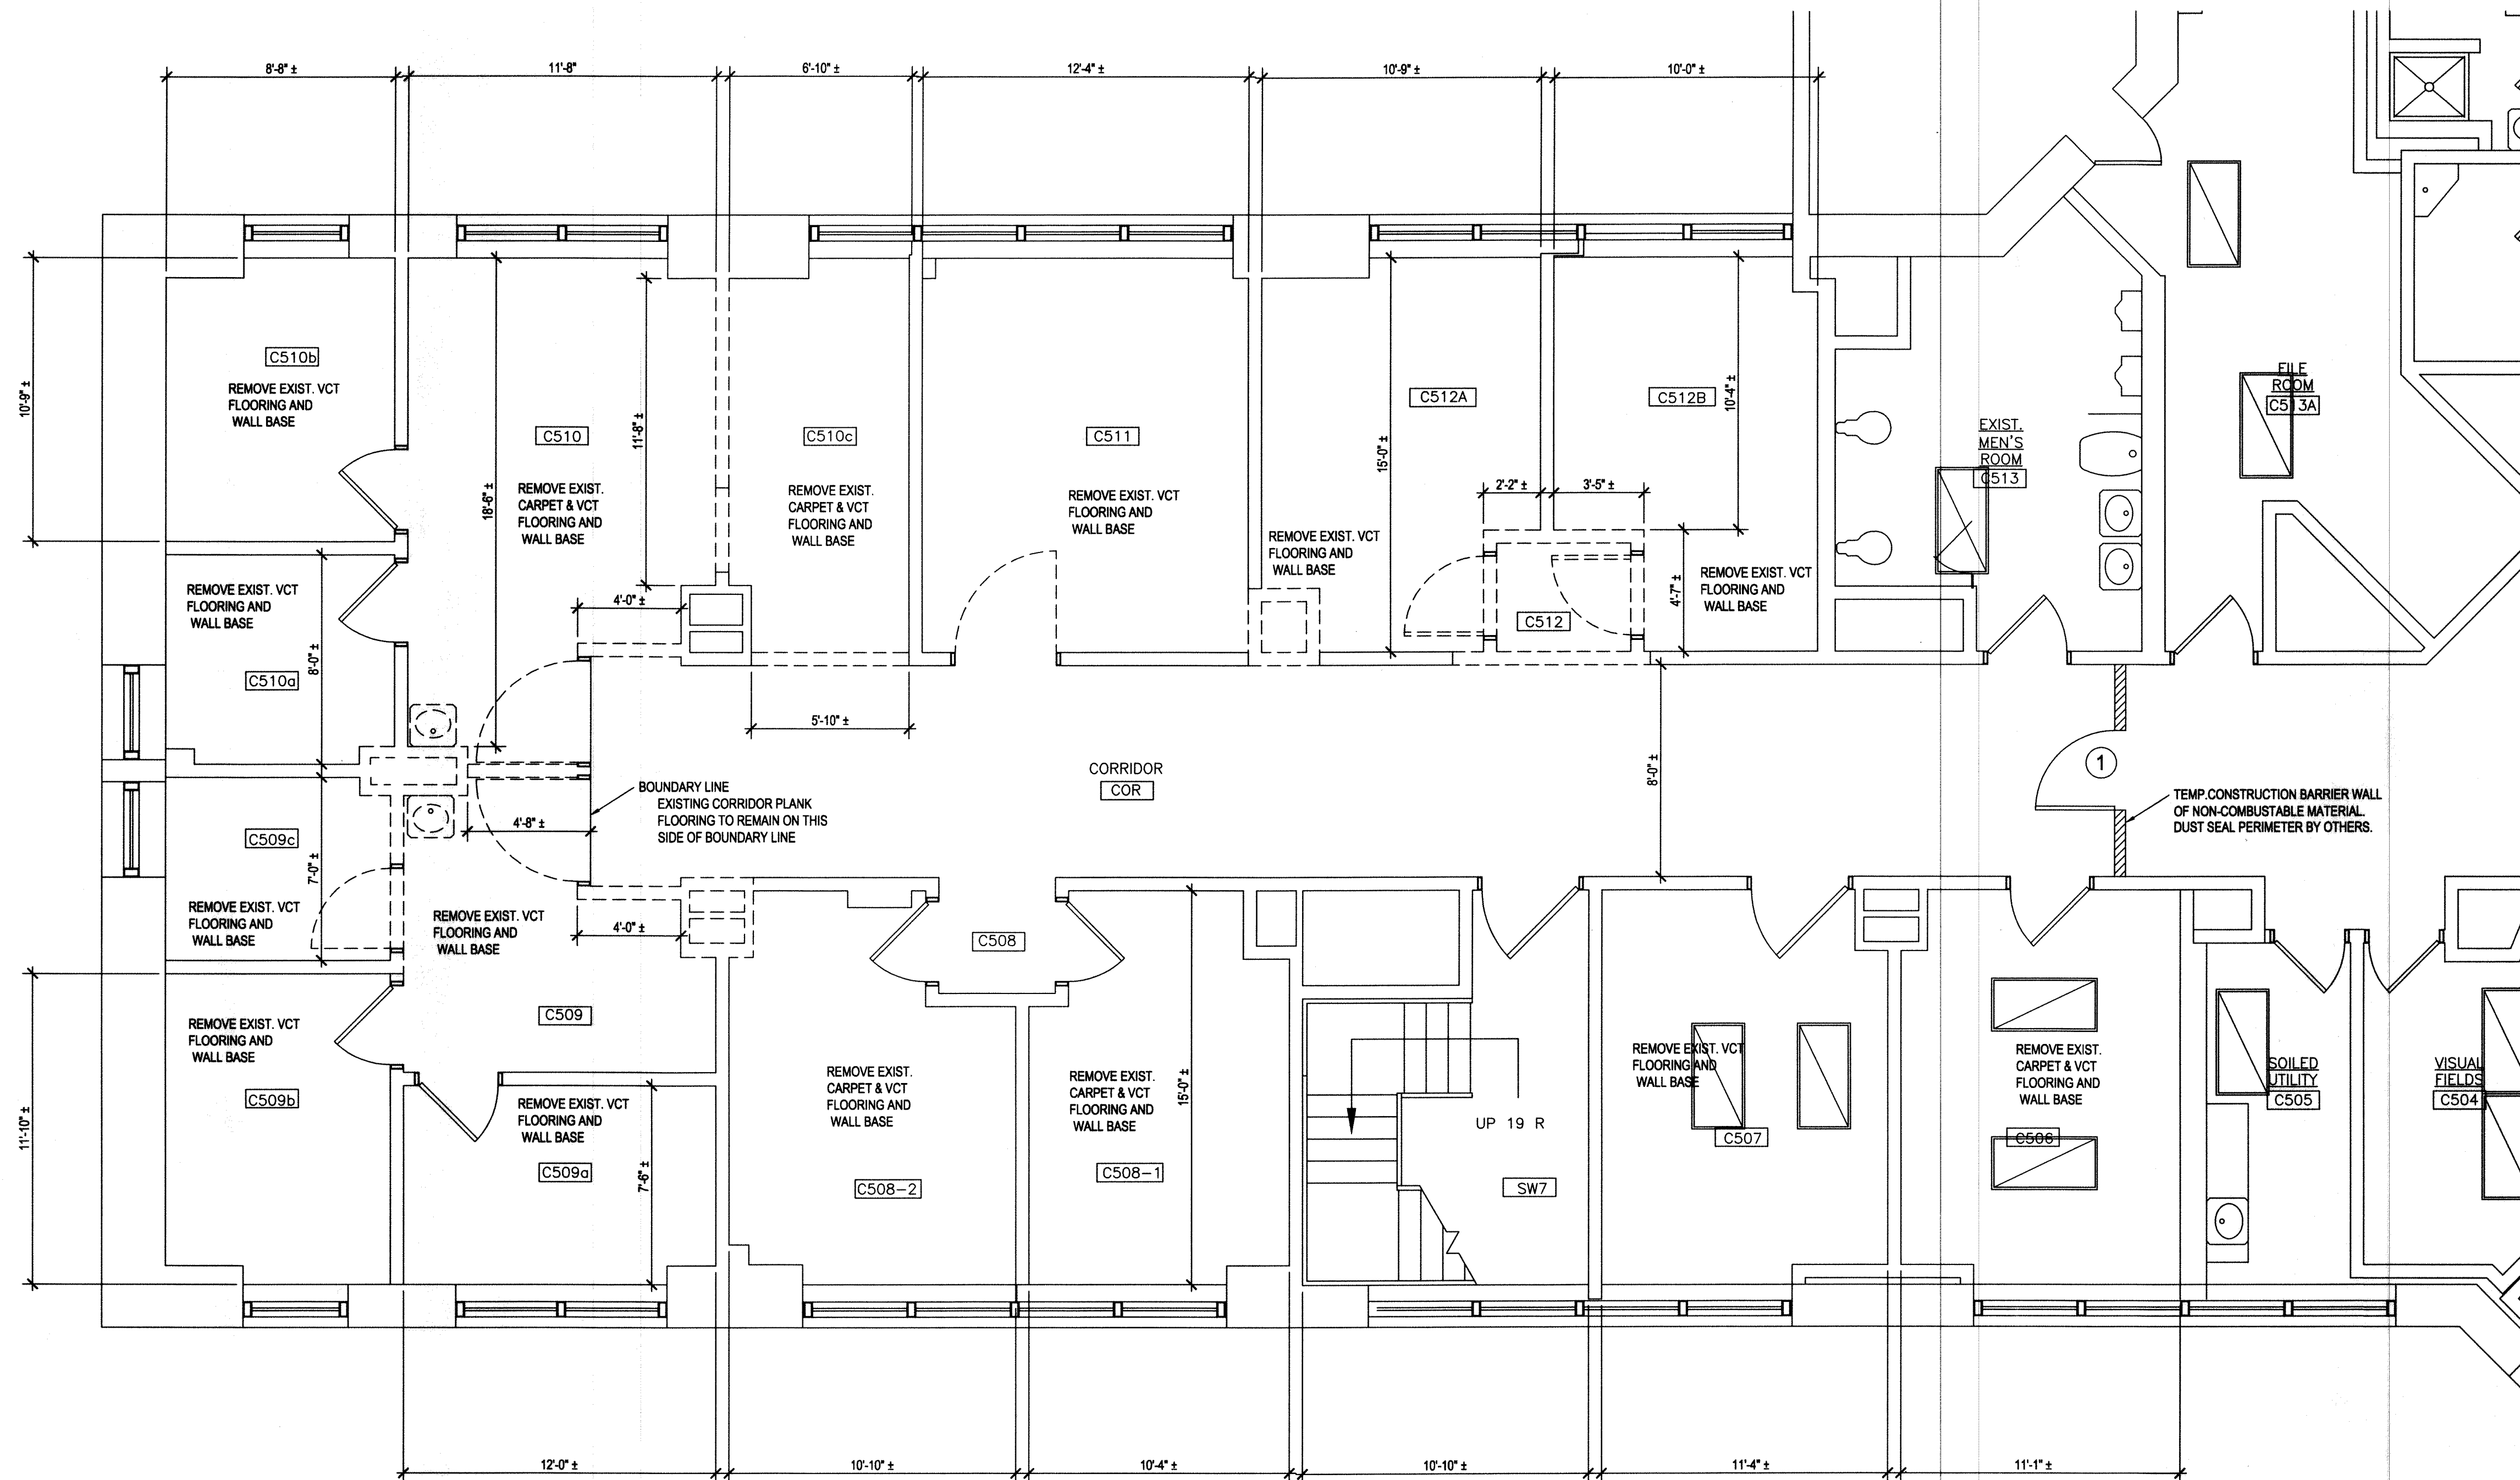 8'-8" ±
11'-8"
6'-10" ±
12'-4" ±
10'-9" ±
10'-0" ±
10'-9" ±
C510b
REMOVE EXIST. VCT
FLOORING AND
WALL BASE
18'-6" ±
C510
REMOVE EXIST.
CARPET & VCT
FLOORING AND
WALL BASE
11'-8" ±
C510c
REMOVE EXIST.
CARPET & VCT
FLOORING AND
WALL BASE
C511
REMOVE EXIST. VCT
FLOORING AND
WALL BASE
C512A
15'-0" ±
REMOVE EXIST. VCT
FLOORING AND
WALL BASE
2'-2" ±
3'-5" ±
C512B
10'-4" ±
4'-7" ±
C512
REMOVE EXIST. VCT
FLOORING AND
WALL BASE
EXIST.
MEN'S
ROOM
C513
FILE
ROOM
C513A
REMOVE EXIST. VCT
FLOORING AND
WALL BASE
C510a
8'-0" ±
4'-0" ±
5'-10" ±
CORRIDOR
COR
8'-0" ±
1
TEMP.CONSTRUCTION BARRIER WALL
OF NON-COMBUSTABLE MATERIAL.
DUST SEAL PERIMETER BY OTHERS.
BOUNDARY LINE
EXISTING CORRIDOR PLANK
FLOORING TO REMAIN ON THIS
SIDE OF BOUNDARY LINE
4'-8" ±
C509c
7'-0" ±
REMOVE EXIST. VCT
FLOORING AND
WALL BASE
REMOVE EXIST. VCT
FLOORING AND
WALL BASE
4'-0" ±
C508
C509
11'-10" ±
REMOVE EXIST. VCT
FLOORING AND
WALL BASE
C509b
REMOVE EXIST. VCT
FLOORING AND
WALL BASE
C509a
7'-6" ±
REMOVE EXIST.
CARPET & VCT
FLOORING AND
WALL BASE
C508-2
REMOVE EXIST.
CARPET & VCT
FLOORING AND
WALL BASE
C508-1
15'-0" ±
UP 19 R
SW7
REMOVE EXIST. VCT
FLOORING AND
WALL BASE
C507
REMOVE EXIST.
CARPET & VCT
FLOORING AND
WALL BASE
C506
SOILED
UTILITY
C505
VISUAL
FIELDS
C504
12'-0" ±
10'-10" ±
10'-4" ±
10'-10" ±
11'-4" ±
11'-1" ±